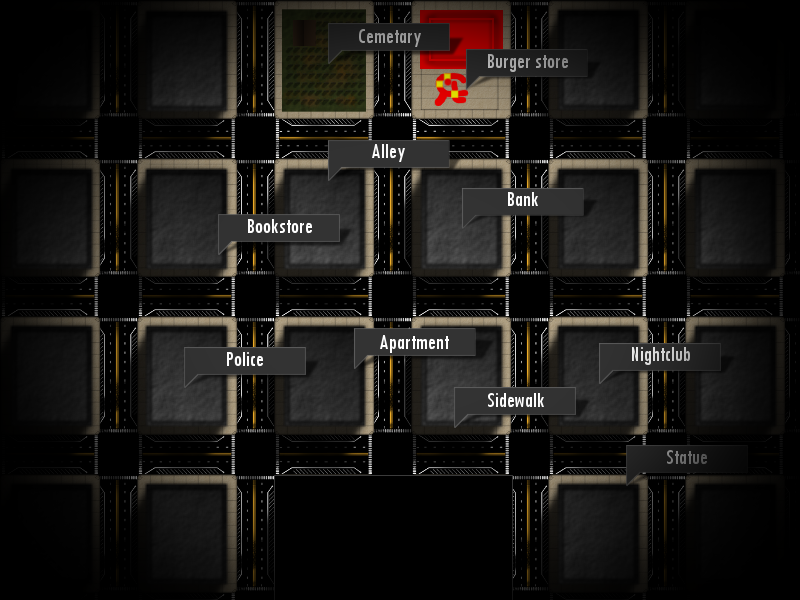 Cemetary
Burger store
Alley
Bank
Bookstore
Apartment
Police
Nightclub
Sidewalk
Statue